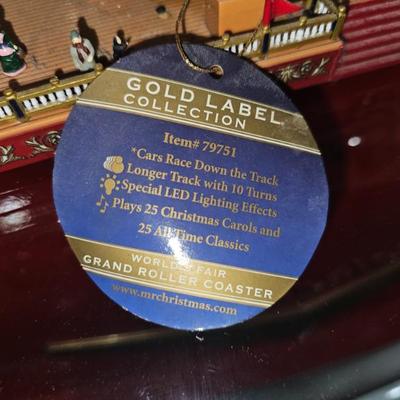 GOLD LABEL
COLLECTION
Item# 79751
*Cars Race Down the Track
Longer Track with 10 Turns
Special LED Lighting Effects
Plays 25 Christmas Carols and
25 All Time Classics
WORLD'S FAIR
GRAND ROLLER COASTER
www.mrchristmas.com